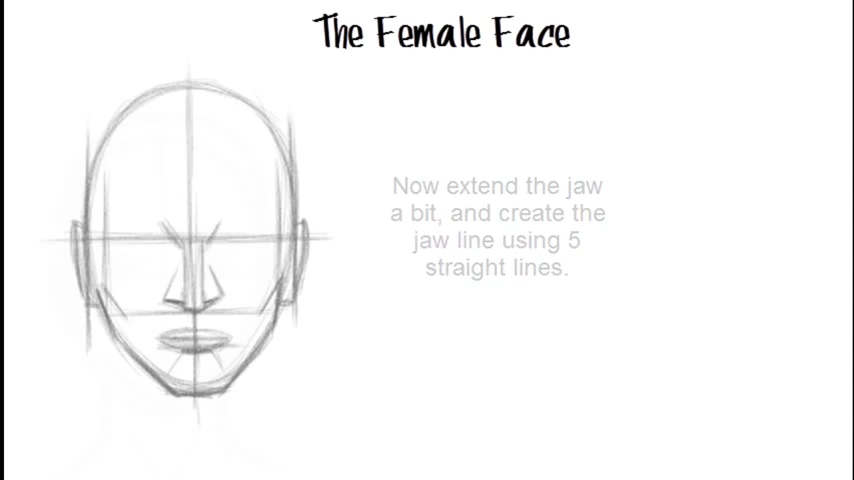 The Female Face
Now extend the jaw
a bit, and create the
jaw line using 5
straight lines.